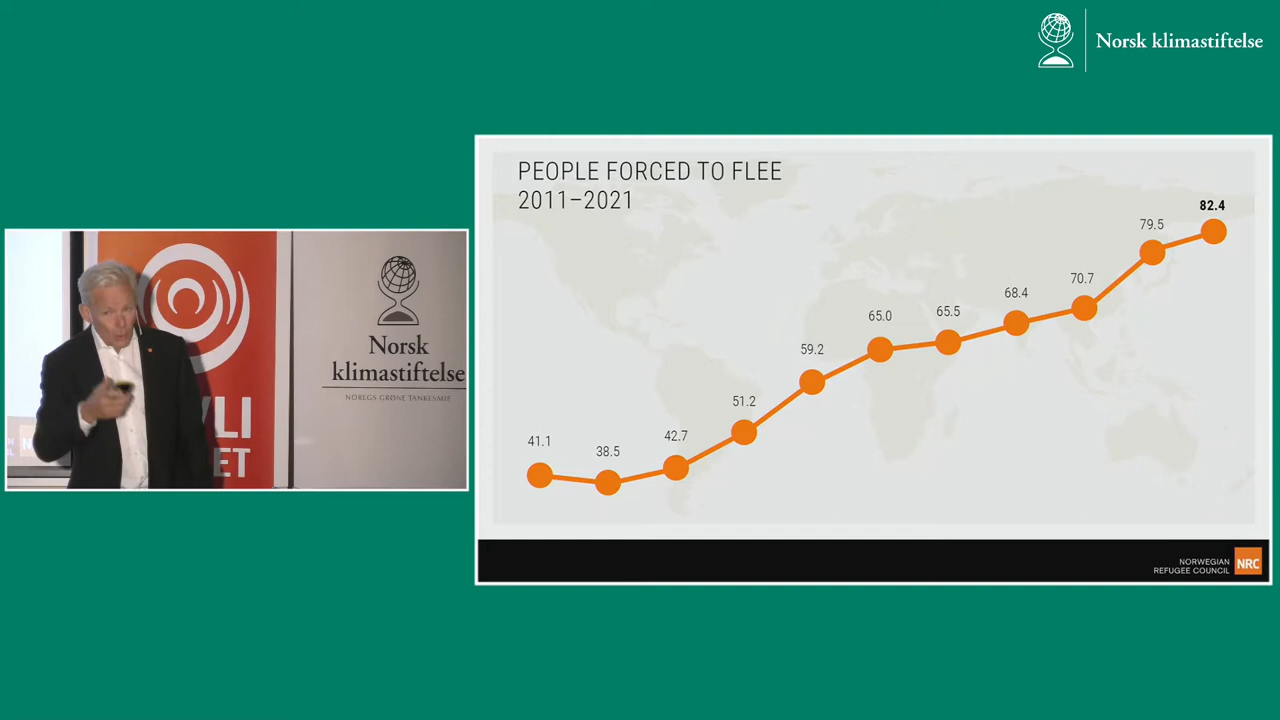 Norsk klimastiftelse
PEOPLE FORCED TO FLEE
2011–2021
82.4
79.5
70.7
68.4
65.5
65.0
59.2
51.2
42.7
38.5
41.1
NORWEGIAN
REFUGEE COUNCIL
NRC
Norsk
klimastiftelse
NOREGS GRØNE TANKESMIE
LI
ET